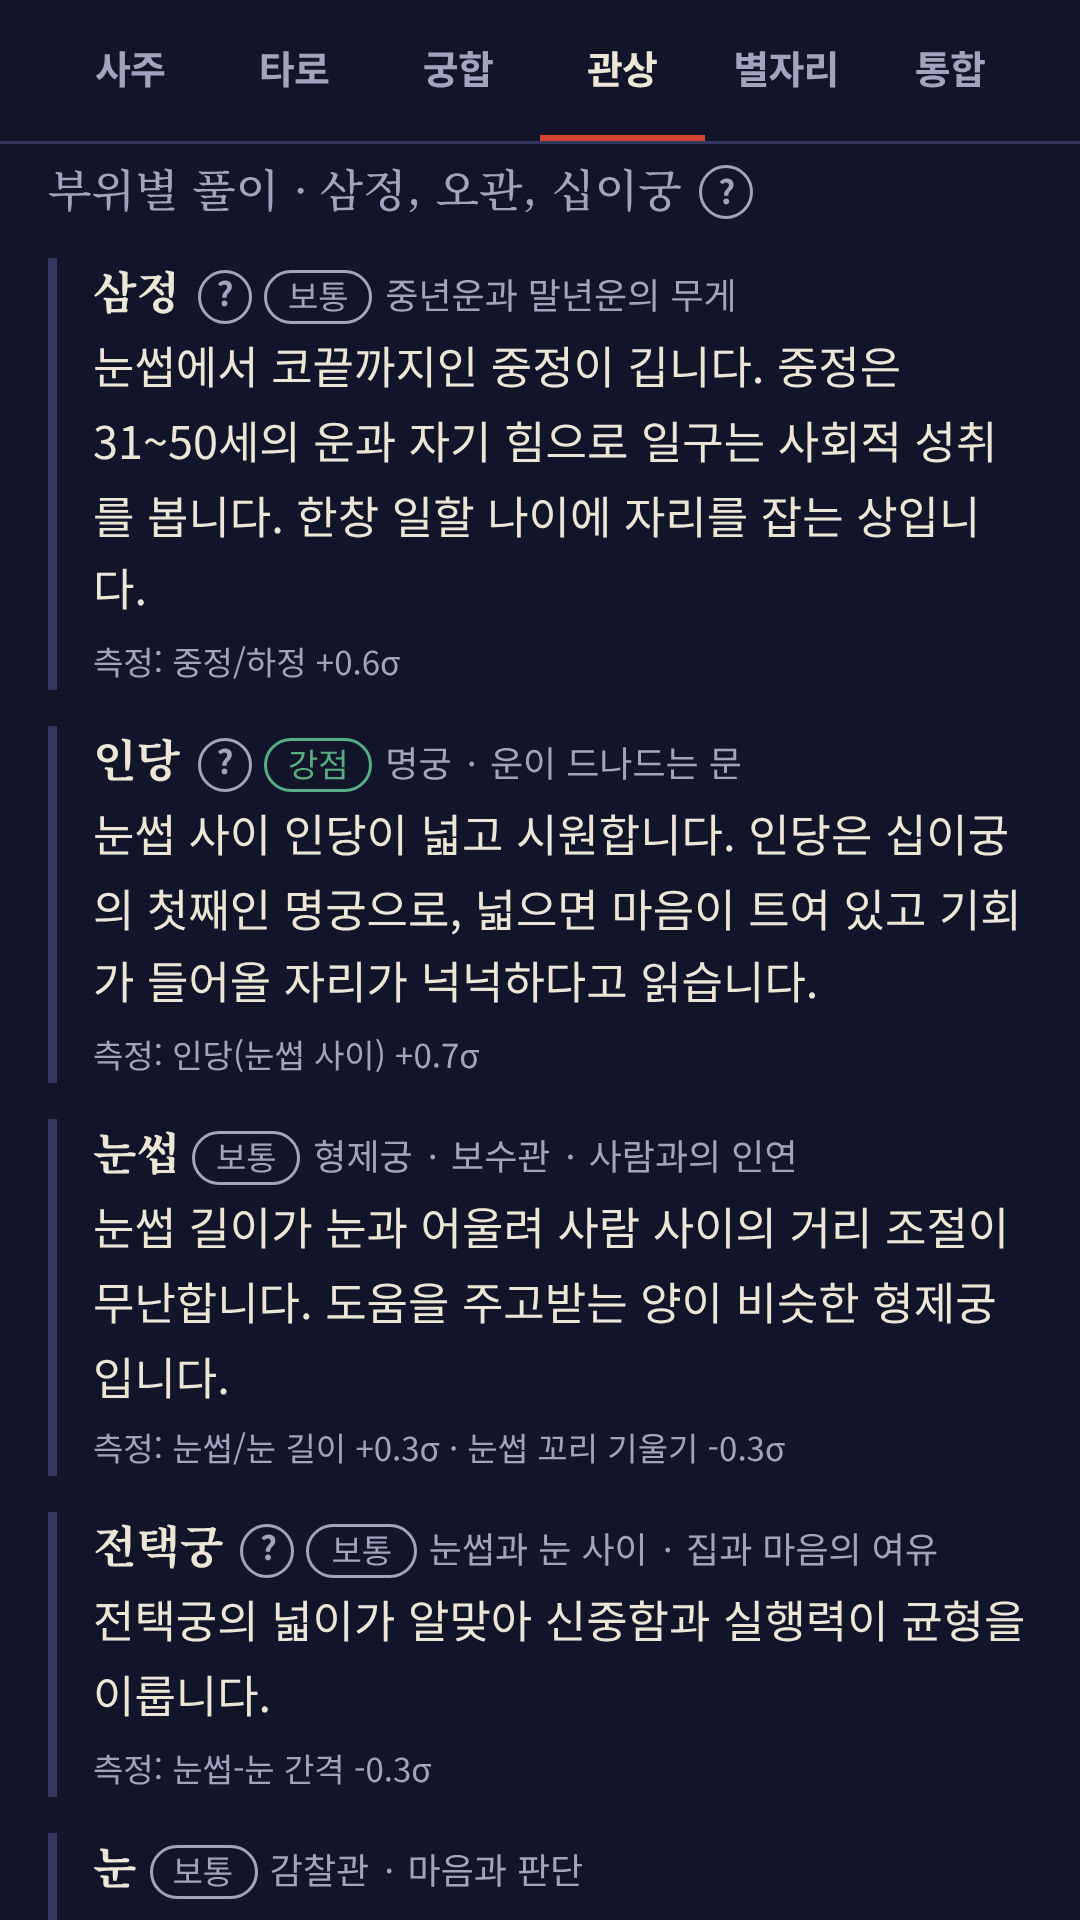 사주 타로 궁합 관상 별자리 통합
부위별 풀이 · 삼정, 오관, 십이궁 ?
삼정 ? 보통 중년운과 말년운의 무게
눈썹에서 코끝까지인 중정이 깁니다. 중정은
31~50세의 운과 자기 힘으로 일구는 사회적 성취
를 봅니다. 한창 일할 나이에 자리를 잡는 상입니
다.
측정: 중정/하정 +0.6σ
인당 ? 강점 명궁 · 운이 드나드는 문
눈썹 사이 인당이 넓고 시원합니다. 인당은 십이궁
의 첫째인 명궁으로, 넓으면 마음이 트여 있고 기회
가 들어올 자리가 넉넉하다고 읽습니다.
측정: 인당(눈썹 사이) +0.7σ
눈썹 보통 형제궁 · 보수관 · 사람과의 인연
눈썹 길이가 눈과 어울려 사람 사이의 거리 조절이
무난합니다. 도움을 주고받는 양이 비슷한 형제궁
입니다.
측정: 눈썹/눈 길이 +0.3σ · 눈썹 꼬리 기울기 -0.3σ
전택궁 ? 보통 눈썹과 눈 사이 · 집과 마음의 여유
전택궁의 넓이가 알맞아 신중함과 실행력이 균형을
이룹니다.
측정: 눈썹-눈 간격 -0.3σ
눈 보통 감찰관 · 마음과 판단